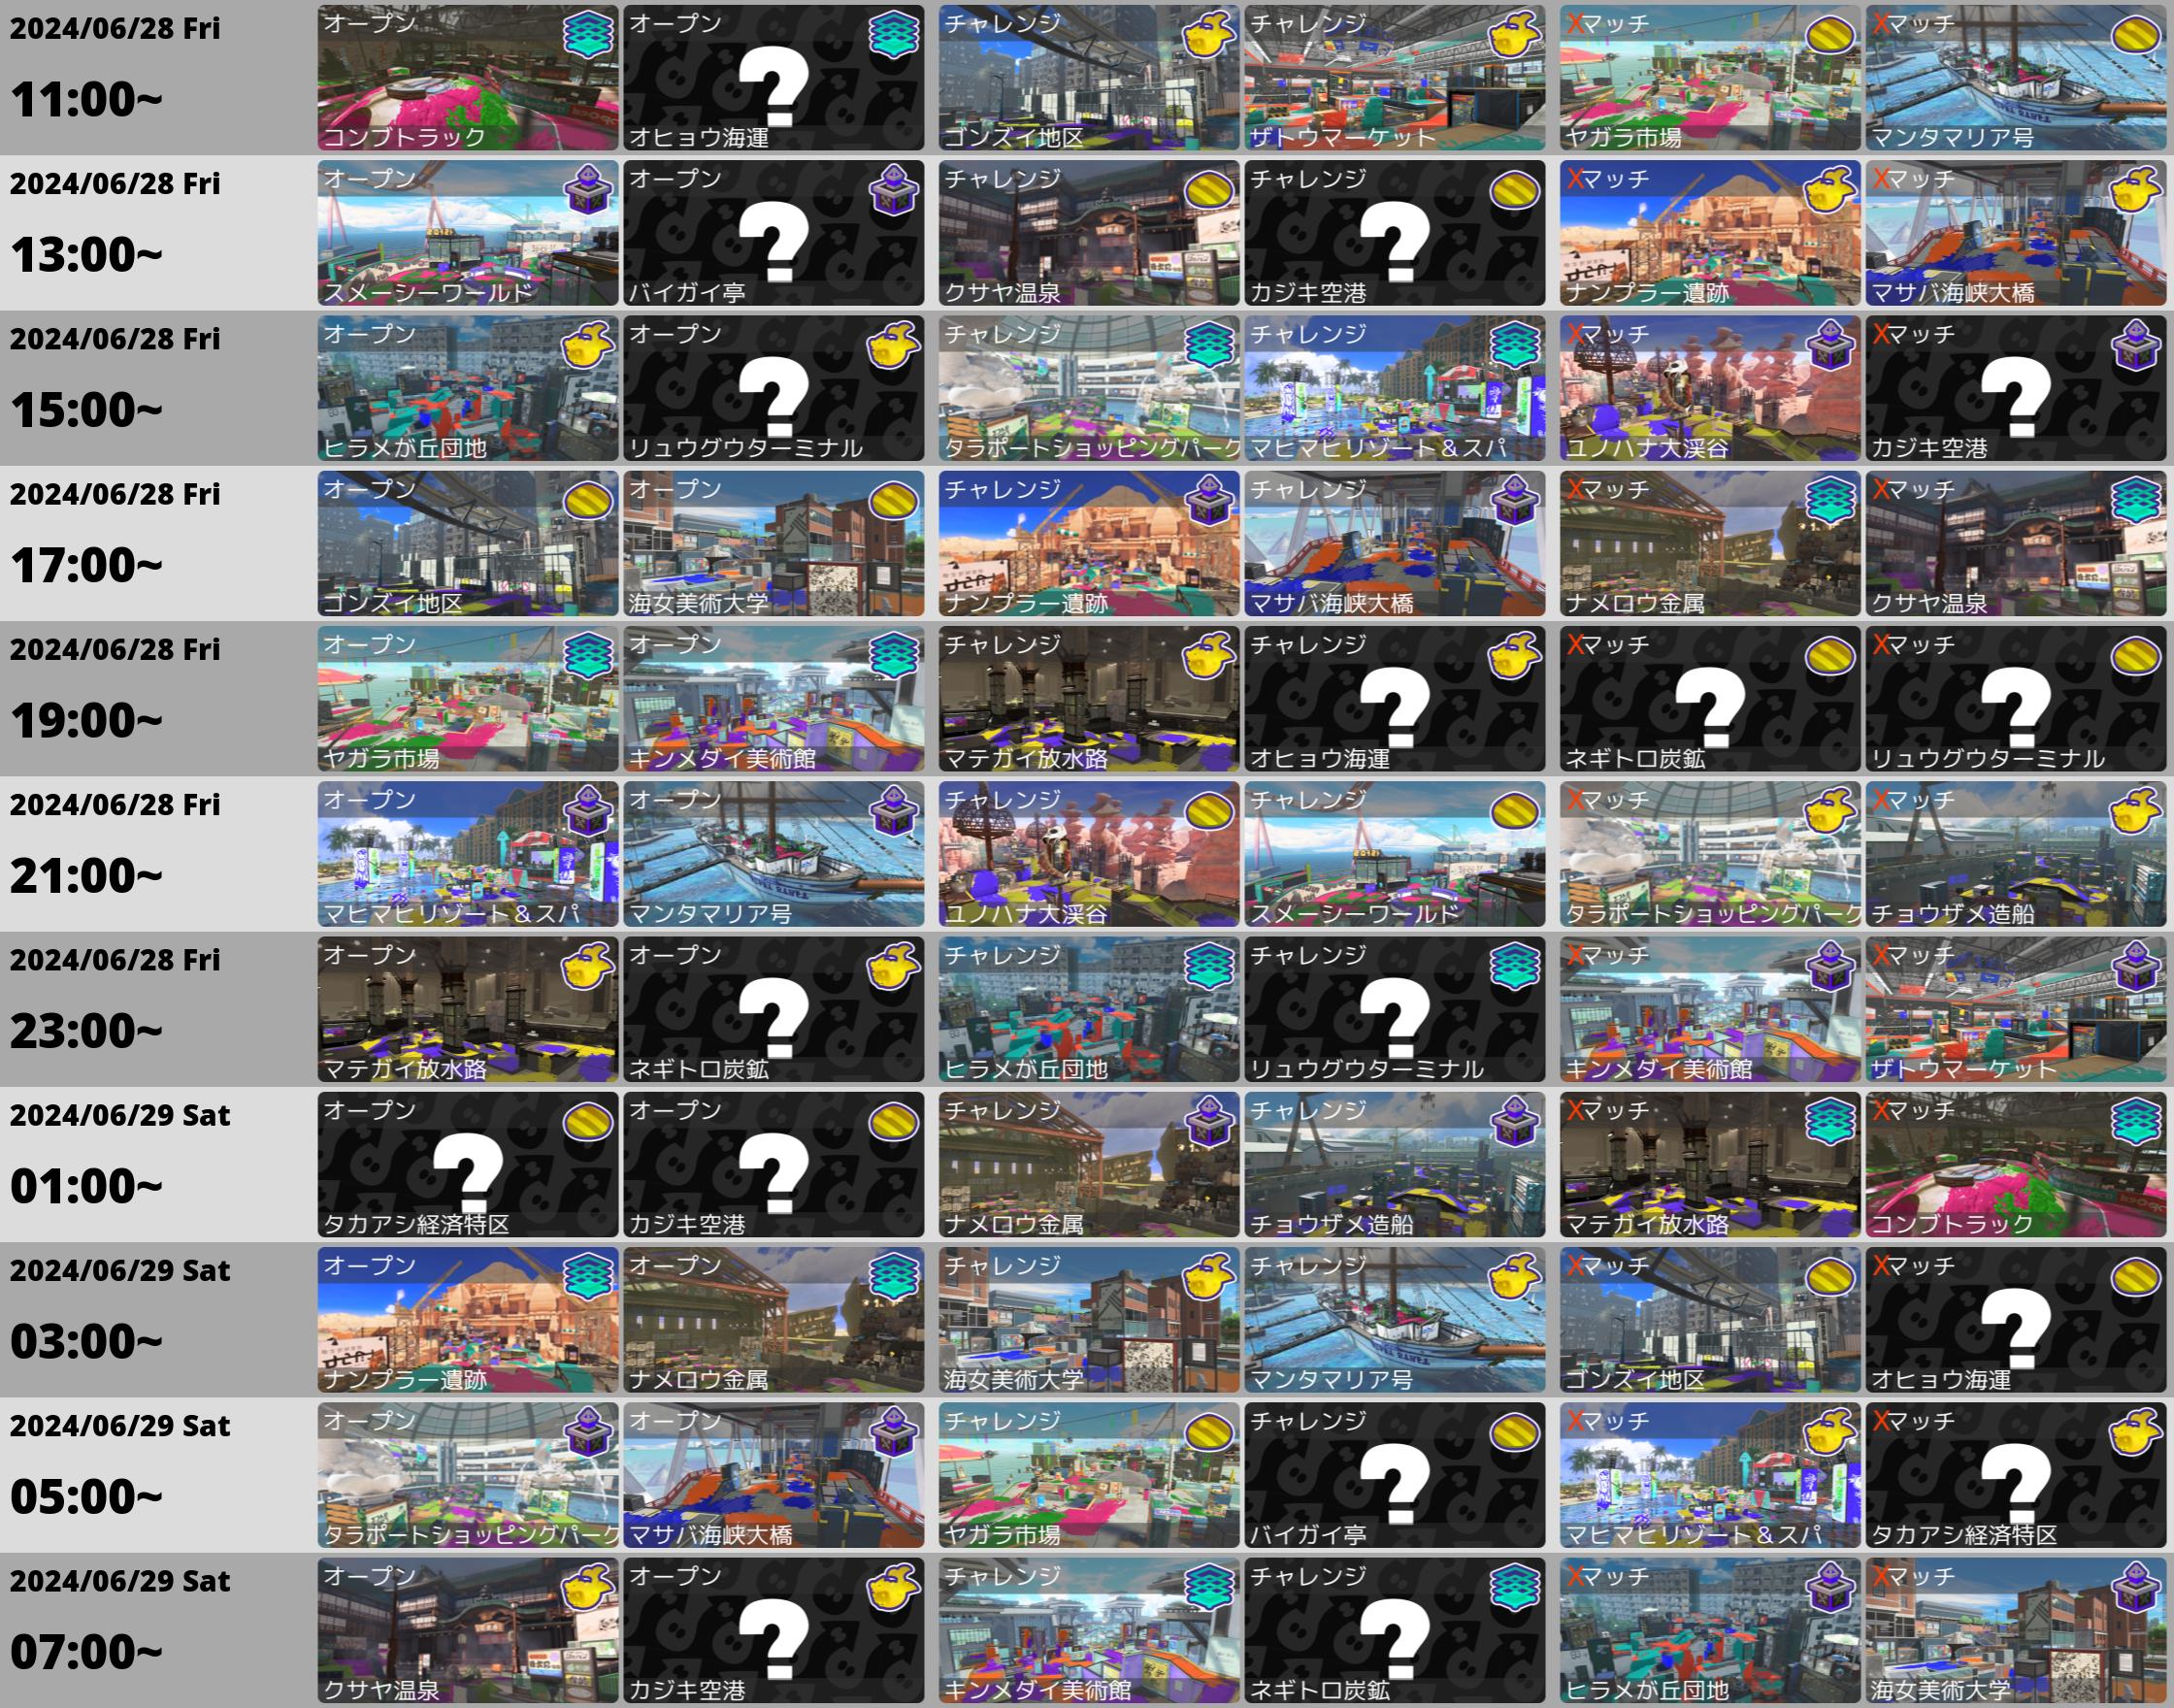 2024/06/28 Fri
11:00~
オープン
コンブトラック
オープン
オヒョウ海運
チャレンジ
ゴンズイ地区
チャレンジ
ザトウマーケット
Xマッチ
ヤガラ市場
Xマッチ
マンタマリア号
2024/06/28 Fri
13:00~
オープン
スメーシーワールド
オープン
バイガイ亭
チャレンジ
クサヤ温泉
チャレンジ
カジキ空港
Xマッチ
ナンプラー遺跡
Xマッチ
マサバ海峡大橋
2024/06/28 Fri
15:00~
オープン
ヒラメが丘団地
オープン
リュウグウターミナル
チャレンジ
タラポートショッピングパーク
チャレンジ
マヒマヒリゾート＆スパ
Xマッチ
ユノハナ大渓谷
Xマッチ
カジキ空港
2024/06/28 Fri
17:00~
オープン
ゴンズイ地区
オープン
海女美術大学
チャレンジ
ナンプラー遺跡
チャレンジ
マサバ海峡大橋
Xマッチ
ナメロウ金属
Xマッチ
クサヤ温泉
2024/06/28 Fri
19:00~
オープン
ヤガラ市場
オープン
キンメダイ美術館
チャレンジ
マテガイ放水路
チャレンジ
オヒョウ海運
Xマッチ
ネギトロ炭鉱
Xマッチ
リュウグウターミナル
2024/06/28 Fri
21:00~
オープン
マヒマヒリゾート＆スパ
オープン
マンタマリア号
チャレンジ
ユノハナ大渓谷
チャレンジ
スメーシーワールド
Xマッチ
タラポートショッピングパーク
Xマッチ
チョウザメ造船
2024/06/28 Fri
23:00~
オープン
マテガイ放水路
オープン
ネギトロ炭鉱
チャレンジ
ヒラメが丘団地
チャレンジ
リュウグウターミナル
Xマッチ
キンメダイ美術館
Xマッチ
ザトウマーケット
2024/06/29 Sat
01:00~
オープン
タカアシ経済特区
オープン
カジキ空港
チャレンジ
ナメロウ金属
チャレンジ
チョウザメ造船
Xマッチ
マテガイ放水路
Xマッチ
コンブトラック
2024/06/29 Sat
03:00~
オープン
ナンプラー遺跡
オープン
ナメロウ金属
チャレンジ
海女美術大学
チャレンジ
マンタマリア号
Xマッチ
ゴンズイ地区
Xマッチ
オヒョウ海運
2024/06/29 Sat
05:00~
オープン
タラポートショッピングパーク
オープン
マサバ海峡大橋
チャレンジ
ヤガラ市場
チャレンジ
バイガイ亭
Xマッチ
マヒマヒリゾート＆スパ
Xマッチ
タカアシ経済特区
2024/06/29 Sat
07:00~
オープン
クサヤ温泉
オープン
カジキ空港
チャレンジ
キンメダイ美術館
チャレンジ
ネギトロ炭鉱
Xマッチ
ヒラメが丘団地
Xマッチ
海女美術大学